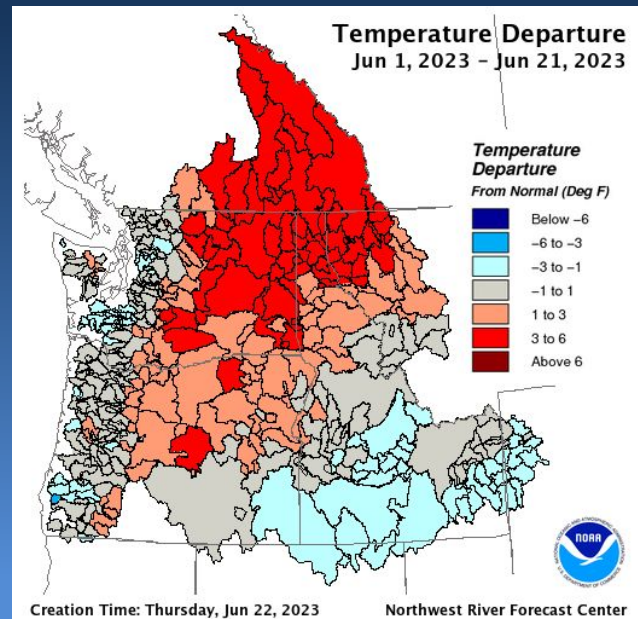 Temperature Departure
Jun 1, 2023 - Jun 21, 2023
Temperature
Departure
From Normal (Deg F)
Below -6
-6 to -3
-3 to -1
-1 to 1
1 to 3
3 to 6
Above 6
NOAA
Creation Time: Thursday, Jun 22, 2023
Northwest River Forecast Center